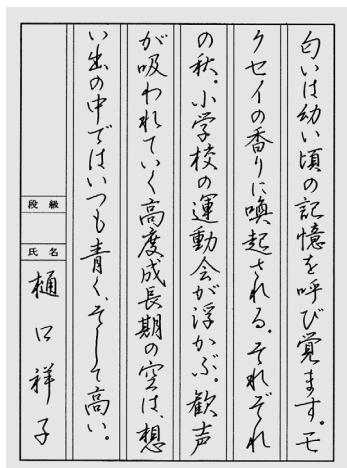 匂いは幼い頃の記憶を呼び覚ます。モ
クセイの香りに喚起される。それぞれ
の秋。小学校の運動会が浮かぶ。歓声
が吸われていく高度成長期の空は、想
い出の中ではいつも青く、そして高い。
段級
氏名
樋口祥子